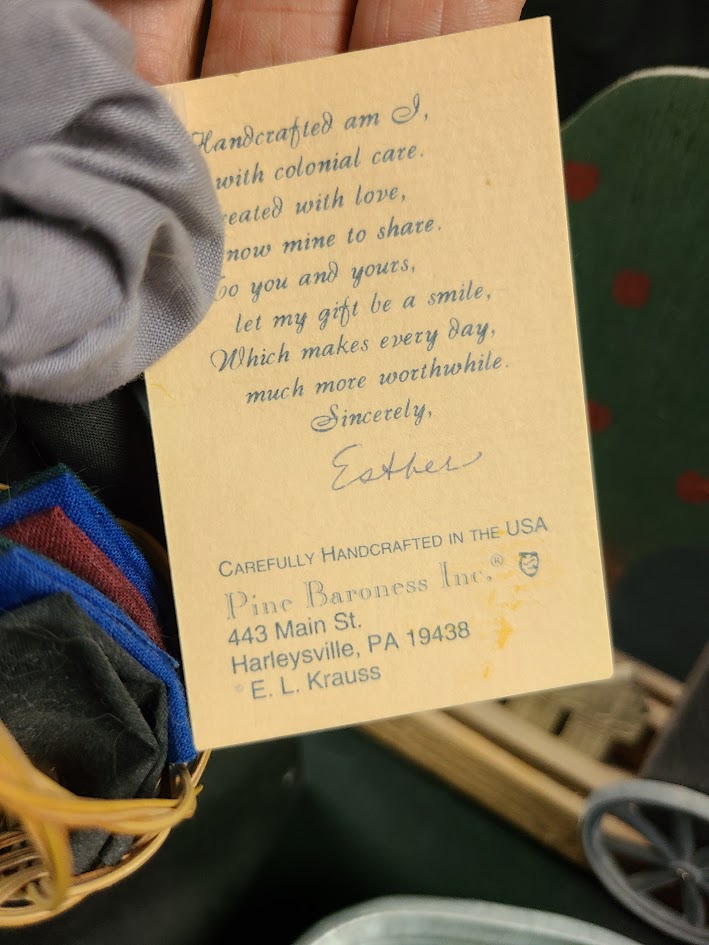 Handcrafted am I,
with colonial care.
reated with love,
now mine to share.
To you and yours,
let my gift be a smile,
Which makes every day,
much more worthwhile.
Sincerely,
Esther
CAREFULLY HANDCRAFTED IN THE USA
Pine Baroness Inc.®
443 Main St.
Harleysville, PA 19438
© E. L. Krauss